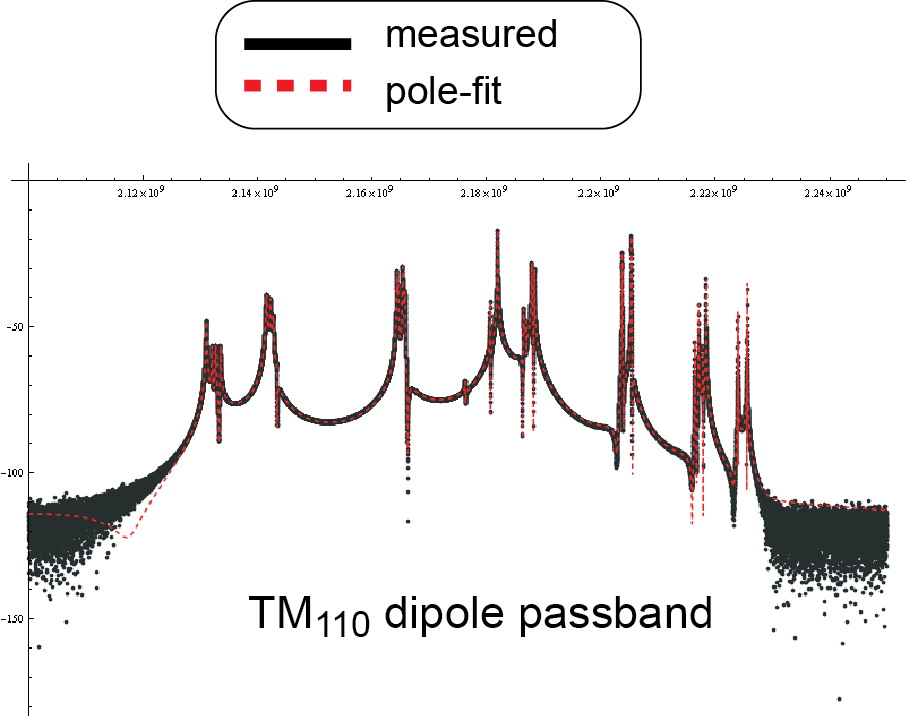 measured
pole-fit
2.12×10⁹ 2.14×10⁹ 2.16×10⁹ 2.18×10⁹ 2.2×10⁹ 2.22×10⁹ 2.24×10⁹
-50
-100
-150
TM₁₁₀ dipole passband